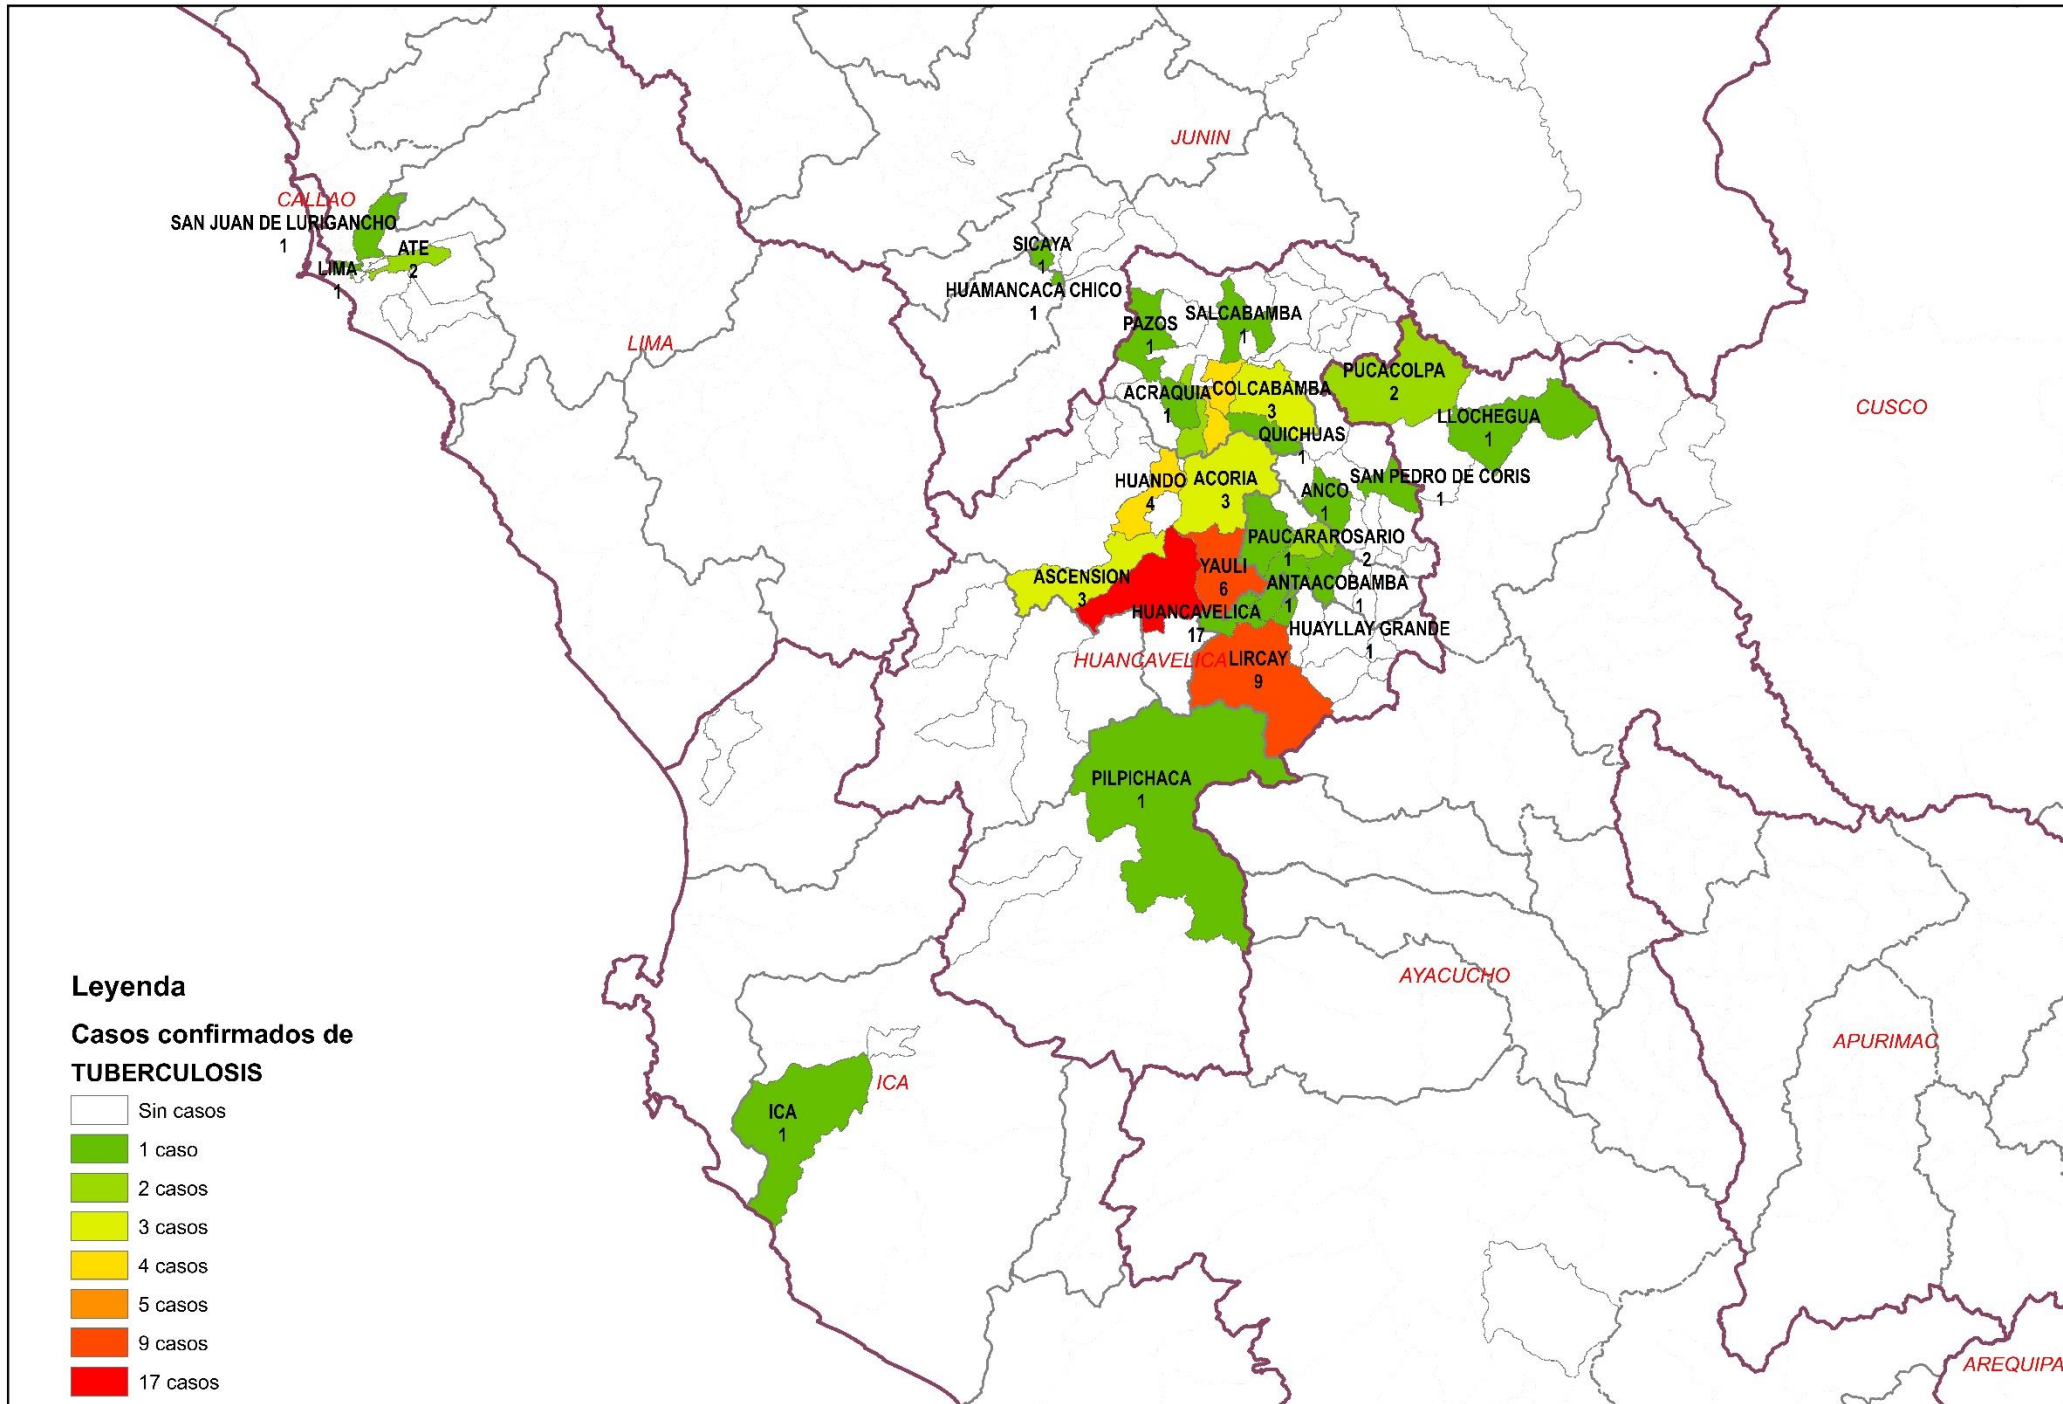 JUNIN
CALLAO
SAN JUAN DE LURIGANCHO
1
ATE
2
LIMA
1
SICAYA
1
HUAMANCACA CHICO
1
LIMA
PAZOS
1
SALCABAMBA
1
PUCACOLPA
2
ACRAQUIA
1
COLCABAMBA
3
LLOCHEGUA
1
CUSCO
QUICHUAS
1
HUANDO
4
ACORIA
3
ANCO
1
SAN PEDRO DE CORIS
1
PAUCARA
1
ROSARIO
2
ASCENSION
3
YAULI
6
ANTA
1
ACOBAMBA
1
HUANCAVELICA
17
HUAYLLAY GRANDE
1
HUANCAVELICA
LIRCAY
9
PILPICHACA
1
AYACUCHO
APURIMAC
ICA
ICA
1
AREQUIPA
Leyenda
Casos confirmados de
TUBERCULOSIS
Sin casos
1 caso
2 casos
3 casos
4 casos
5 casos
9 casos
17 casos